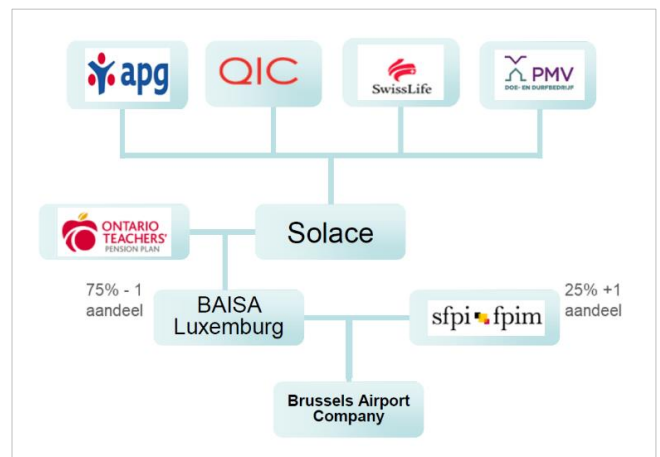 apg
QIC
SwissLife
PMV
DOE- EN DURFBEDRIJF
ONTARIO
TEACHERS'
PENSION PLAN
Solace
75% - 1
aandeel
BAISA
Luxemburg
sfpi fpim
25% +1
aandeel
Brussels Airport
Company